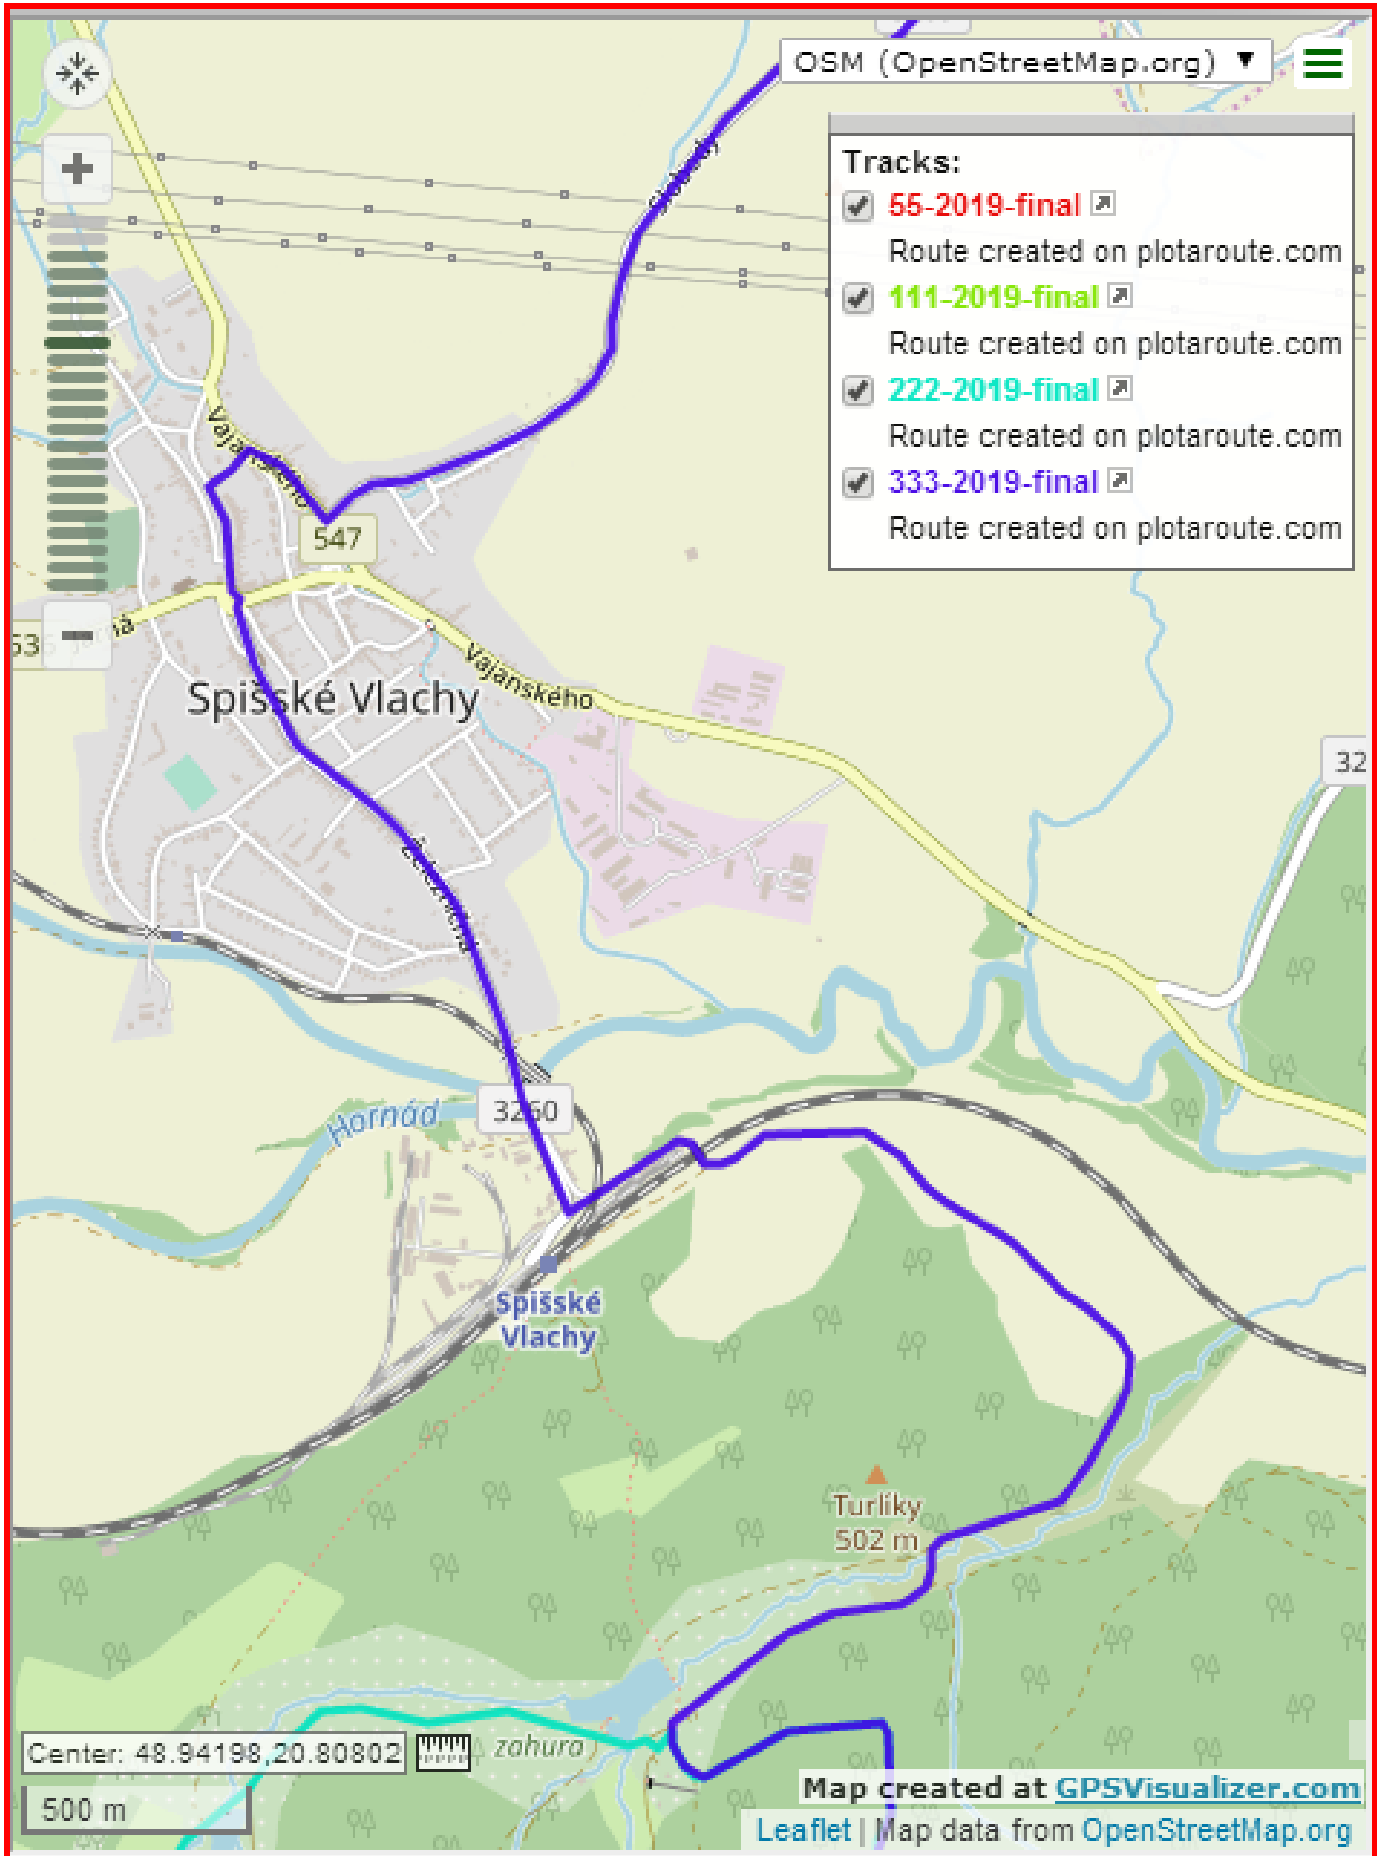 OSM (OpenStreetMap.org) ▼
Tracks:
55-2019-final
Route created on plotaroute.com
111-2019-final
Route created on plotaroute.com
222-2019-final
Route created on plotaroute.com
333-2019-final
Route created on plotaroute.com
Vajanského
547
Jarná
Spišské Vlachy
Vajanského
32
Železničná
3260
Hornád
Spišské
Vlachy
Turlíky
502 m
zahura
Center: 48.94198,20.80802
500 m
Map created at GPSVisualizer.com
Leaflet | Map data from OpenStreetMap.org